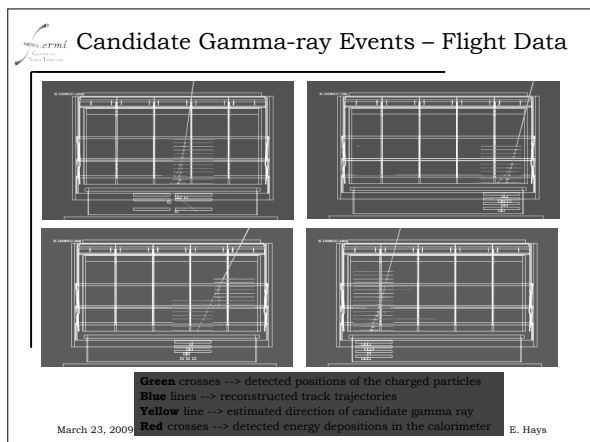 Fermi
Candidate Gamma-ray Events – Flight Data
Green crosses --> detected positions of the charged particles
Blue lines --> reconstructed track trajectories
Yellow line --> estimated direction of candidate gamma ray
Red crosses --> detected energy depositions in the calorimeter
March 23, 2009
E. Hays